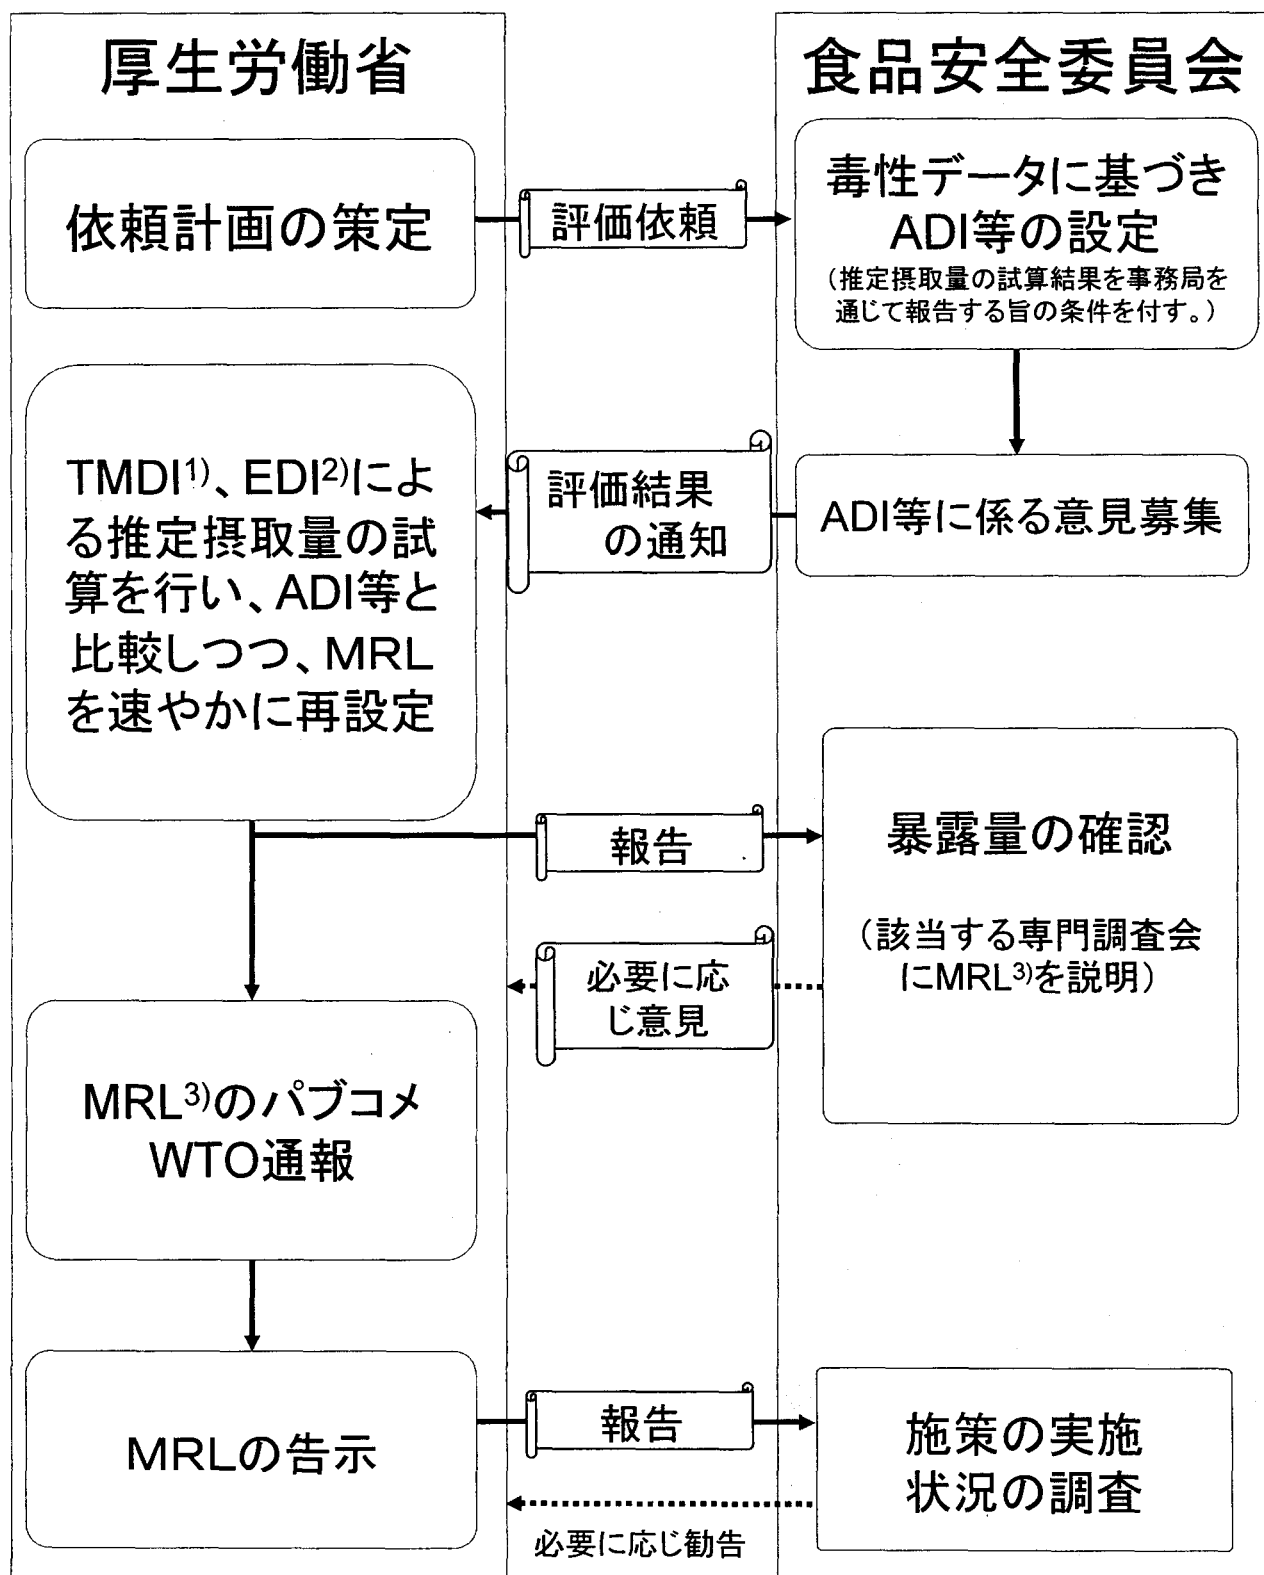 厚生労働省
食品安全委員会
依頼計画の策定
評価依頼
毒性データに基づき
ADI等の設定
（推定摂取量の試算結果を事務局を
通じて報告する旨の条件を付す。）
TMDI1)、EDI2)によ
る推定摂取量の試
算を行い、ADI等と
比較しつつ、MRL
を速やかに再設定
評価結果
の通知
ADI等に係る意見募集
報告
暴露量の確認
（該当する専門調査会
にMRL3)を説明）
必要に応
じ意見
MRL3)のパブコメ
WTO通報
MRLの告示
報告
施策の実施
状況の調査
必要に応じ勧告